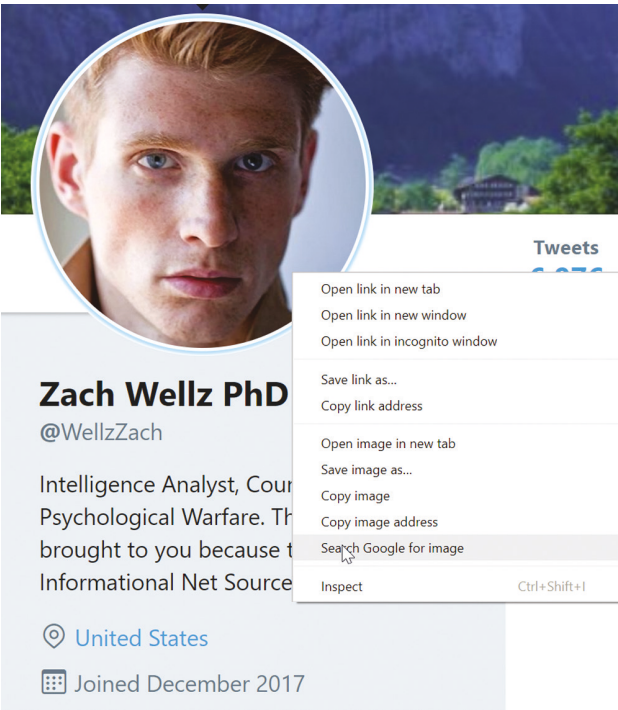 Tweets
Open link in new tab
Open link in new window
Open link in incognito window
Save link as...
Copy link address
Open image in new tab
Save image as...
Copy image
Copy image address
Search Google for image
Inspect Ctrl+Shift+I
Zach Wellz PhD
@WellzZach
Intelligence Analyst,
Psychological Warfare.
brought to you because
Informational Net Source
United States
Joined December 2017